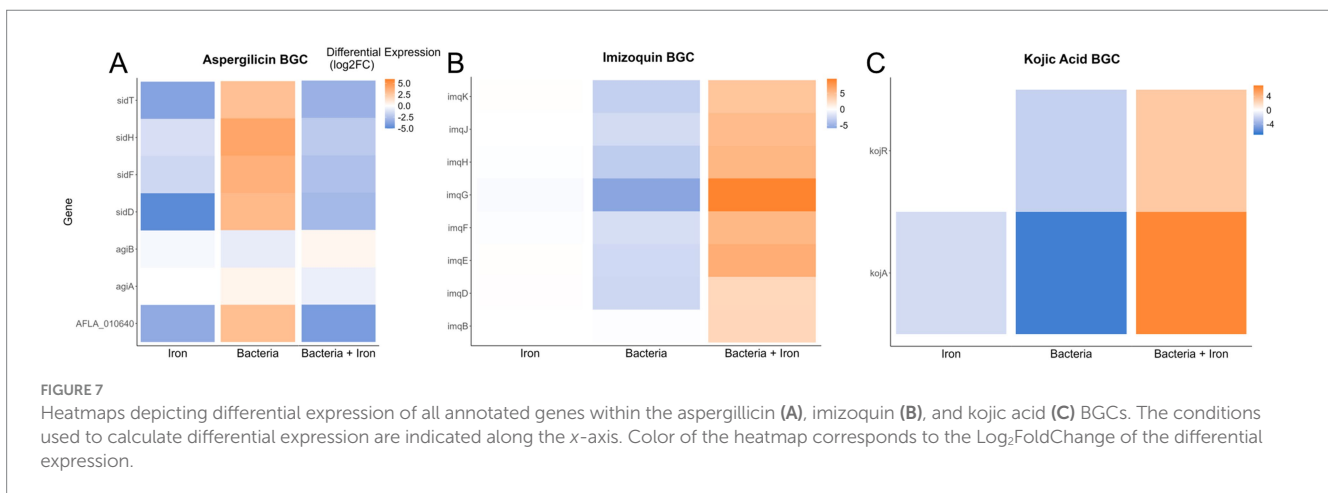 A
Aspergilicin BGC
Differential Expression
(log2FC)
5.0
2.5
0.0
-2.5
-5.0
Gene
sidT
sidH
sidF
sidD
agiB
agiA
AFLA_010640
Iron
Bacteria
Bacteria + Iron
B
Imizoquin BGC
5
0
-5
imqK
imqJ
imqH
imqG
imqF
imqE
imqD
imqB
Iron
Bacteria
Bacteria + Iron
C
Kojic Acid BGC
4
0
-4
kojR
kojA
Iron
Bacteria
Bacteria + Iron
FIGURE 7
Heatmaps depicting differential expression of all annotated genes within the aspergillicin (A), imizoquin (B), and kojic acid (C) BGCs. The conditions
used to calculate differential expression are indicated along the x-axis. Color of the heatmap corresponds to the Log₂FoldChange of the differential
expression.